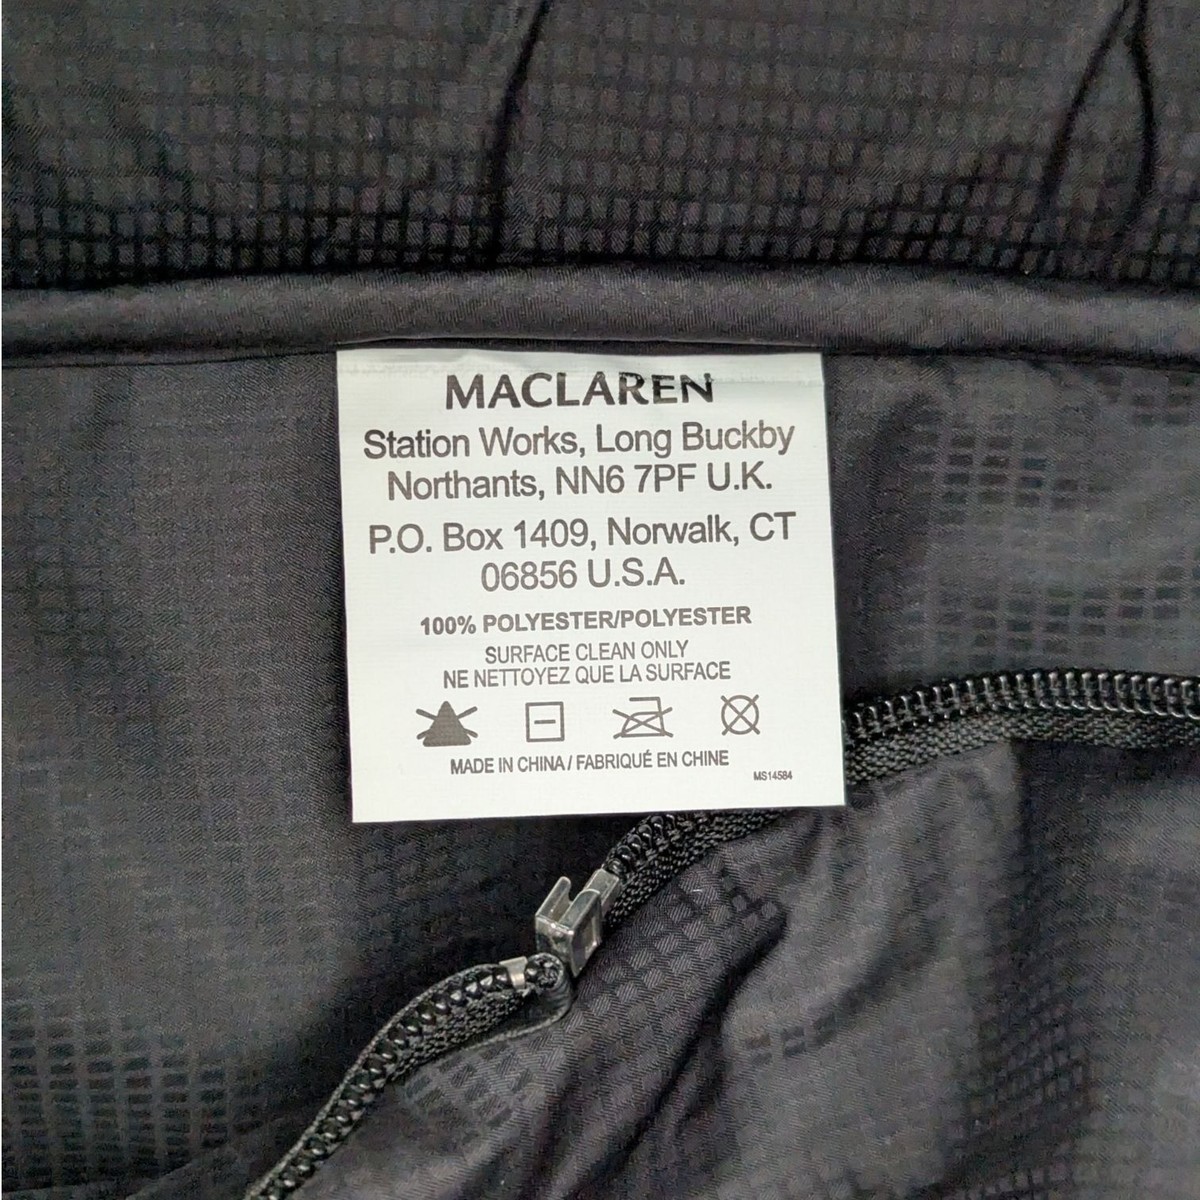 MACLAREN
Station Works, Long Buckby
Northants, NN6 7PF U.K.
P.O. Box 1409, Norwalk, CT
06856 U.S.A.
100% POLYESTER/POLYESTER
SURFACE CLEAN ONLY
NE NETTOYEZ QUE LA SURFACE
MADE IN CHINA / FABRIQUÉ EN CHINE
MS14584